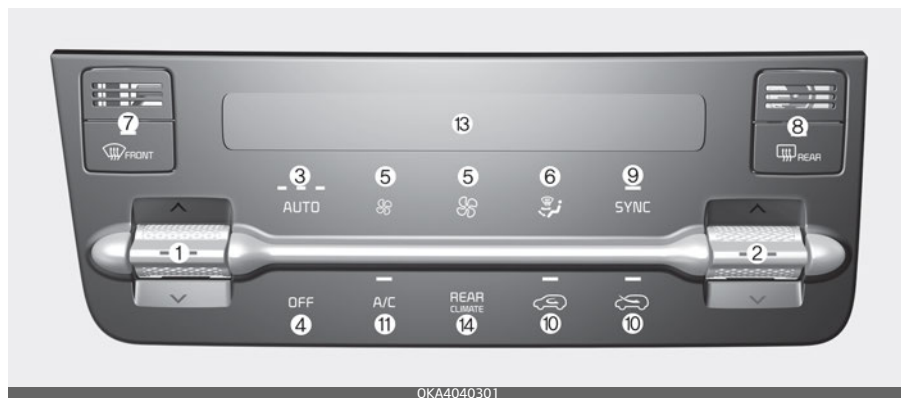 7
13
8
FRONT
REAR
3 5 5 6 9
AUTO
SYNC
1
2
OFF
A/C
REAR
CLIMATE
4 11 14 10 10
OKA4040301